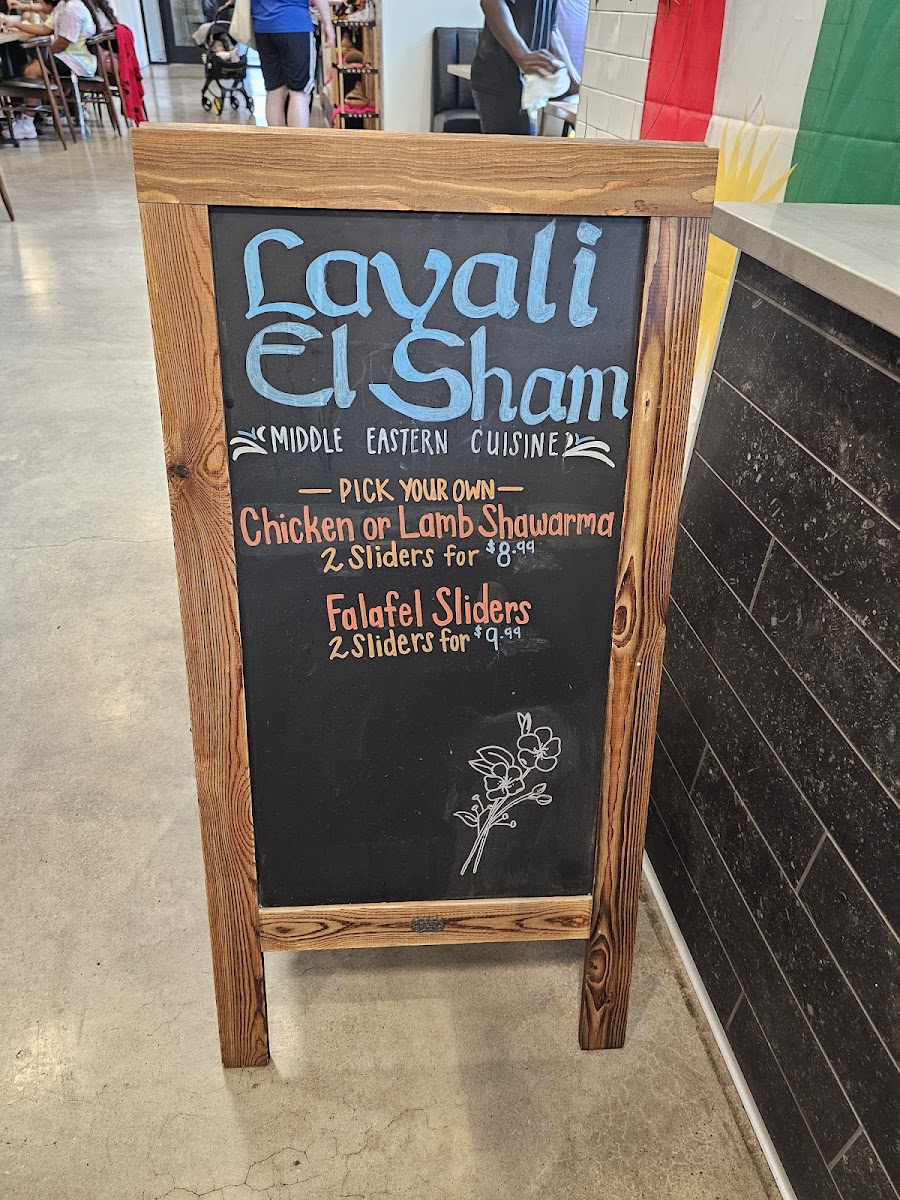 Layali
El Sham
MIDDLE EASTERN CUISINE
— PICK YOUR OWN —
Chicken or Lamb Shawarma
2 Sliders for $8.99
Falafel Sliders
2 Sliders for $9.99